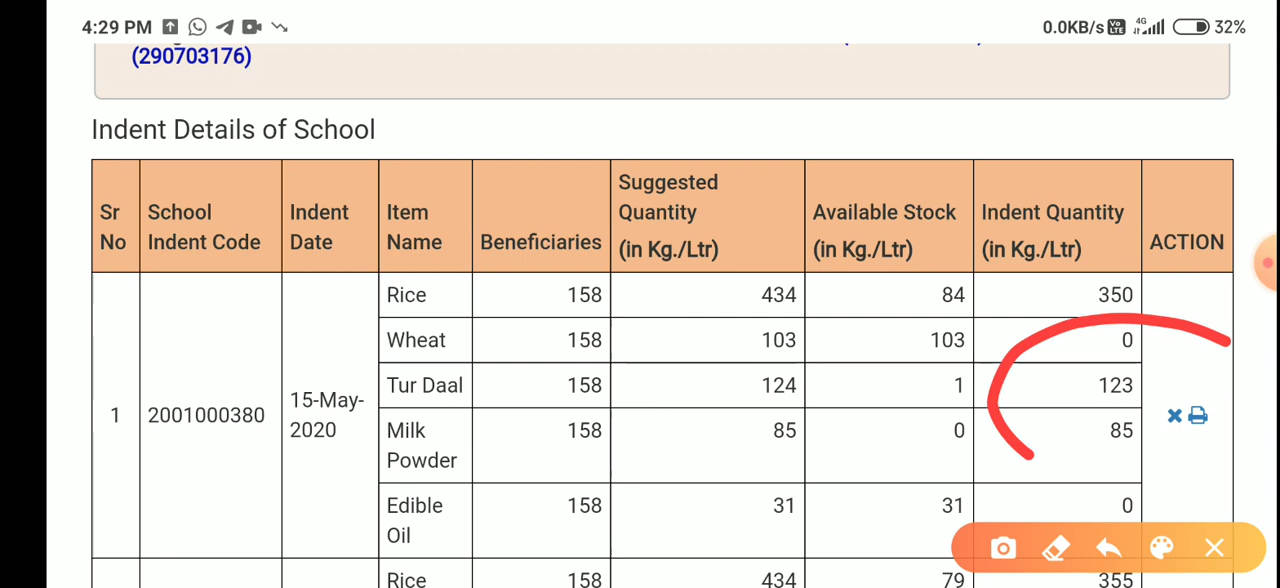 4:29 PM
0.0KB/s Vo LTE 4G 32%
(290703176)
Indent Details of School
Sr No
School Indent Code
Indent Date
Item Name
Beneficiaries
Suggested Quantity (in Kg./Ltr)
Available Stock (in Kg./Ltr)
Indent Quantity (in Kg./Ltr)
ACTION
1
2001000380
15-May-2020
Rice 158 434 84 350
Wheat 158 103 103 0
Tur Daal 158 124 1 123
Milk Powder 158 85 0 85
Edible Oil 158 31 31 0
Rice 158 434 79 355